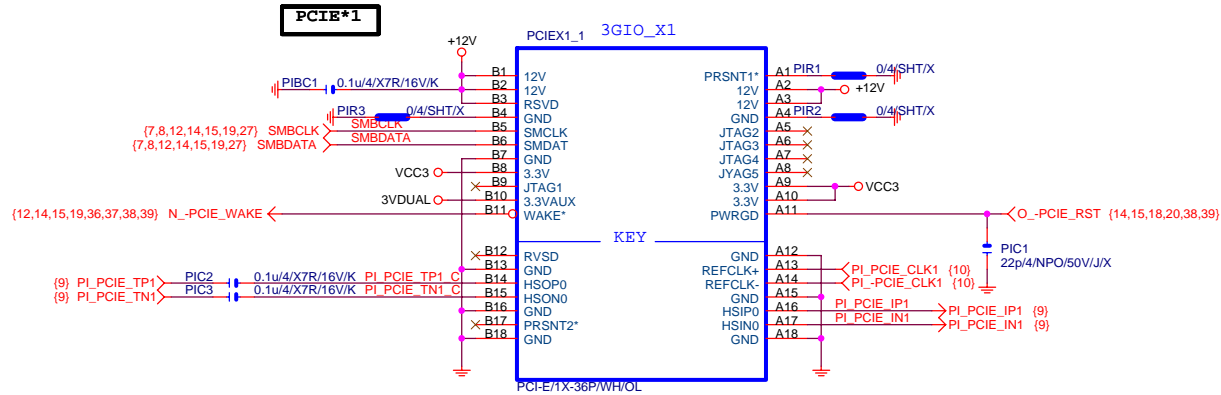 PCIE*1
3GIO_X1
PCIEX1_1
+12V
B1 12V PRSNT1* A1 PIR1 0/4/SHT/X
PIBC1 0.1u/4/X7R/16V/K B2 12V 12V A2 +12V
B3 RSVD 12V A3
PIR3 0/4/SHT/X B4 GND GND A4 PIR2 0/4/SHT/X
{7,8,12,14,15,19,27} SMBCLK SMBCLK B5 SMCLK JTAG2 A5
{7,8,12,14,15,19,27} SMBDATA SMBDATA B6 SMDAT JTAG3 A6
B7 GND JTAG4 A7
VCC3 B8 3.3V JYAG5 A8
B9 JTAG1 3.3V A9 VCC3
3VDUAL B10 3.3VAUX 3.3V A10
{12,14,15,19,36,37,38,39} N_-PCIE_WAKE B11 WAKE* PWRGD A11 O_-PCIE_RST {14,15,18,20,38,39}
KEY
B12 RVSD GND A12
PIC1
22p/4/NPO/50V/J/X
B13 GND REFCLK+ A13 PI_PCIE_CLK1 {10}
{9} PI_PCIE_TP1 PIC2 0.1u/4/X7R/16V/K PI_PCIE_TP1_C B14 HSOP0 REFCLK- A14 PI_-PCIE_CLK1 {10}
{9} PI_PCIE_TN1 PIC3 0.1u/4/X7R/16V/K PI_PCIE_TN1_C B15 HSON0 GND A15
B16 GND HSIP0 A16 PI_PCIE_IP1 PI_PCIE_IP1 {9}
B17 PRSNT2* HSIN0 A17 PI_PCIE_IN1 PI_PCIE_IN1 {9}
B18 GND GND A18
PCI-E/1X-36P/WH/OL